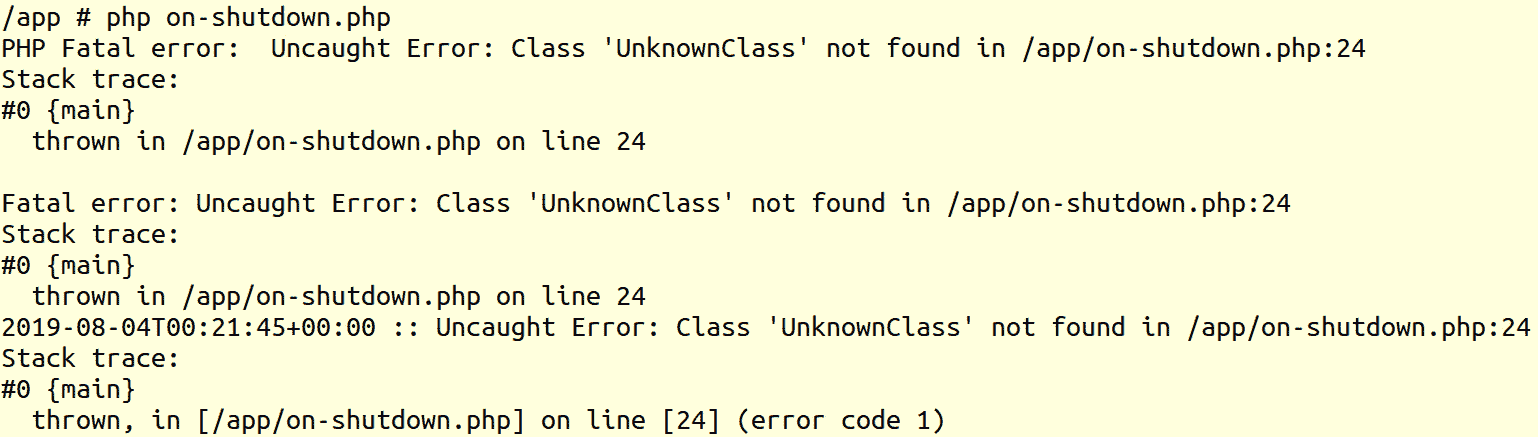 /app # php on-shutdown.php
PHP Fatal error:  Uncaught Error: Class 'UnknownClass' not found in /app/on-shutdown.php:24
Stack trace:
#0 {main}
  thrown in /app/on-shutdown.php on line 24

Fatal error: Uncaught Error: Class 'UnknownClass' not found in /app/on-shutdown.php:24
Stack trace:
#0 {main}
  thrown in /app/on-shutdown.php on line 24
2019-08-04T00:21:45+00:00 :: Uncaught Error: Class 'UnknownClass' not found in /app/on-shutdown.php:24
Stack trace:
#0 {main}
  thrown, in [/app/on-shutdown.php] on line [24] (error code 1)